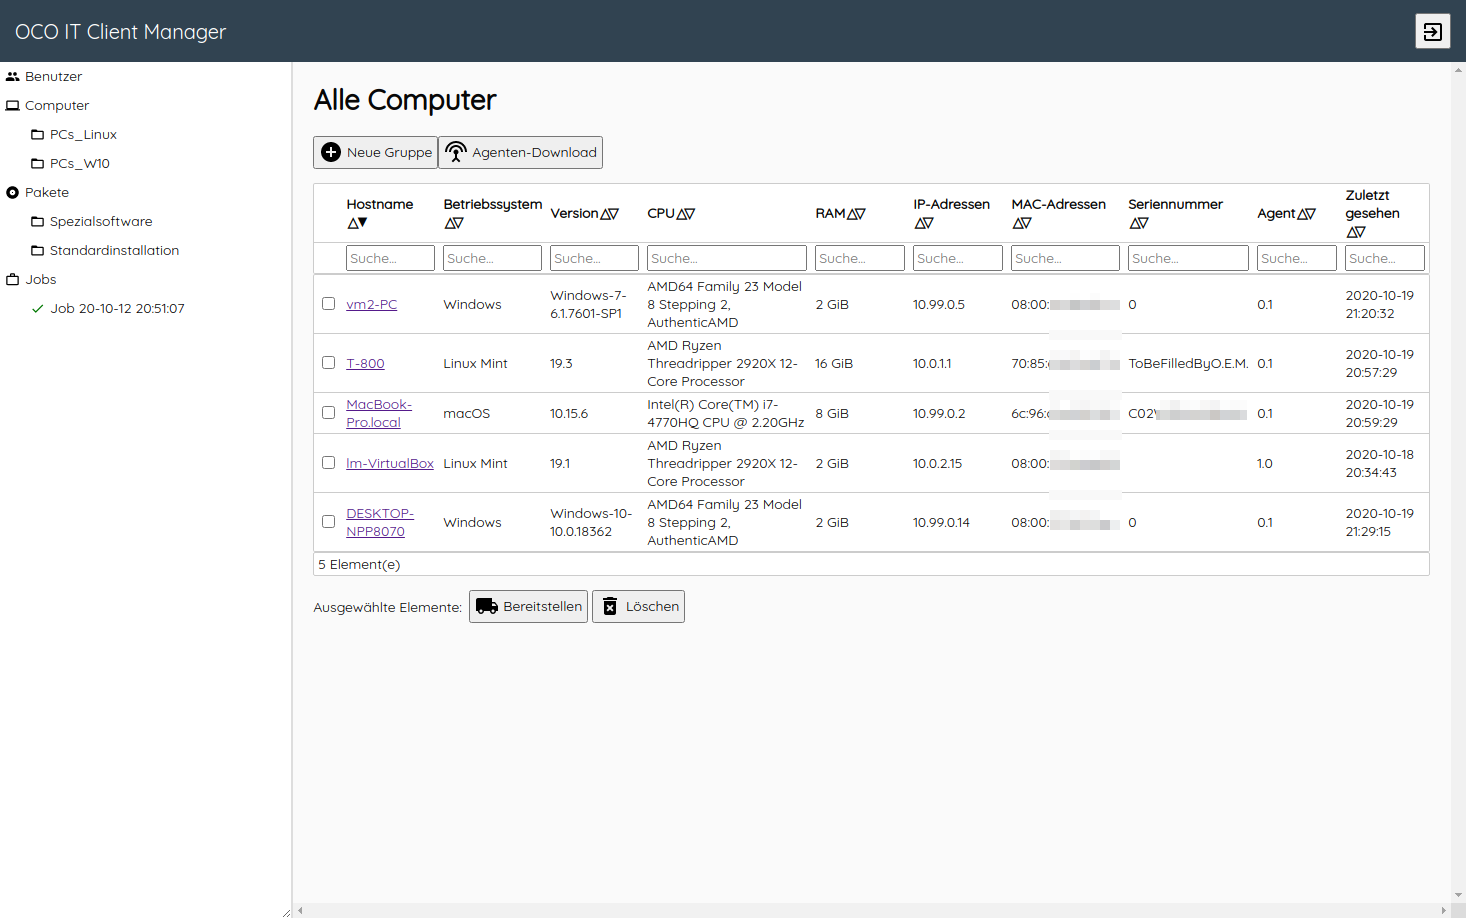 OCO IT Client Manager
Benutzer
Computer
PCs_Linux
PCs_W10
Pakete
Spezialsoftware
Standardinstallation
Jobs
Job 20-10-12 20:51:07
Alle Computer
Neue Gruppe Agenten-Download
Hostname Betriebssystem Version CPU RAM IP-Adressen MAC-Adressen Seriennummer Agent Zuletzt gesehen
Suche... Suche... Suche... Suche... Suche... Suche... Suche... Suche... Suche... Suche...
vm2-PC Windows Windows-7-6.1.7601-SP1 AMD64 Family 23 Model 8 Stepping 2, AuthenticAMD 2 GiB 10.99.0.5 08:00: 0 0.1 2020-10-19 21:20:32
T-800 Linux Mint 19.3 AMD Ryzen Threadripper 2920X 12-Core Processor 16 GiB 10.0.1.1 70:85: ToBeFilledByO.E.M. 0.1 2020-10-19 20:57:29
MacBook-Pro.local macOS 10.15.6 Intel(R) Core(TM) i7-4770HQ CPU @ 2.20GHz 8 GiB 10.99.0.2 6c:96: C02 0.1 2020-10-19 20:59:29
lm-VirtualBox Linux Mint 19.1 AMD Ryzen Threadripper 2920X 12-Core Processor 2 GiB 10.0.2.15 08:00: 1.0 2020-10-18 20:34:43
DESKTOP-NPP8070 Windows Windows-10-10.0.18362 AMD64 Family 23 Model 8 Stepping 2, AuthenticAMD 2 GiB 10.99.0.14 08:00: 0 0.1 2020-10-19 21:29:15
5 Element(e)
Ausgewählte Elemente: Bereitstellen Löschen